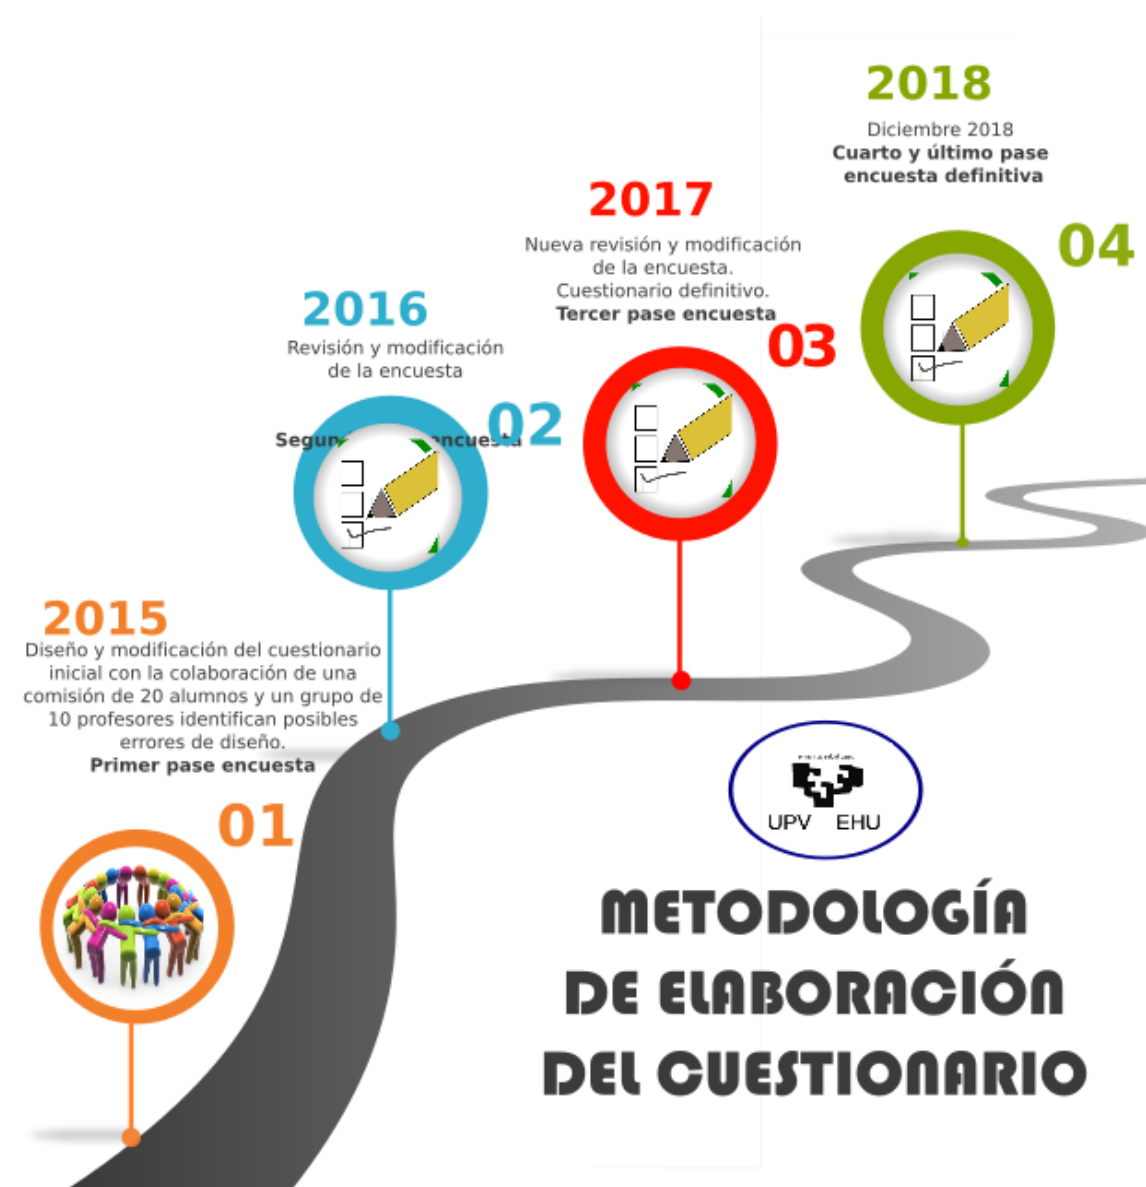 2018
Diciembre 2018
Cuarto y último pase
encuesta definitiva
04
2017
Nueva revisión y modificación
de la encuesta.
Cuestionario definitivo.
Tercer pase encuesta
03
2016
Revisión y modificación
de la encuesta
02
2015
Diseño y modificación del cuestionario
inicial con la colaboración de una
comisión de 20 alumnos y un grupo de
10 profesores identifican posibles
errores de diseño.
Primer pase encuesta
01
UPV EHU
METODOLOGÍA
DE ELABORACIÓN
DEL CUESTIONARIO